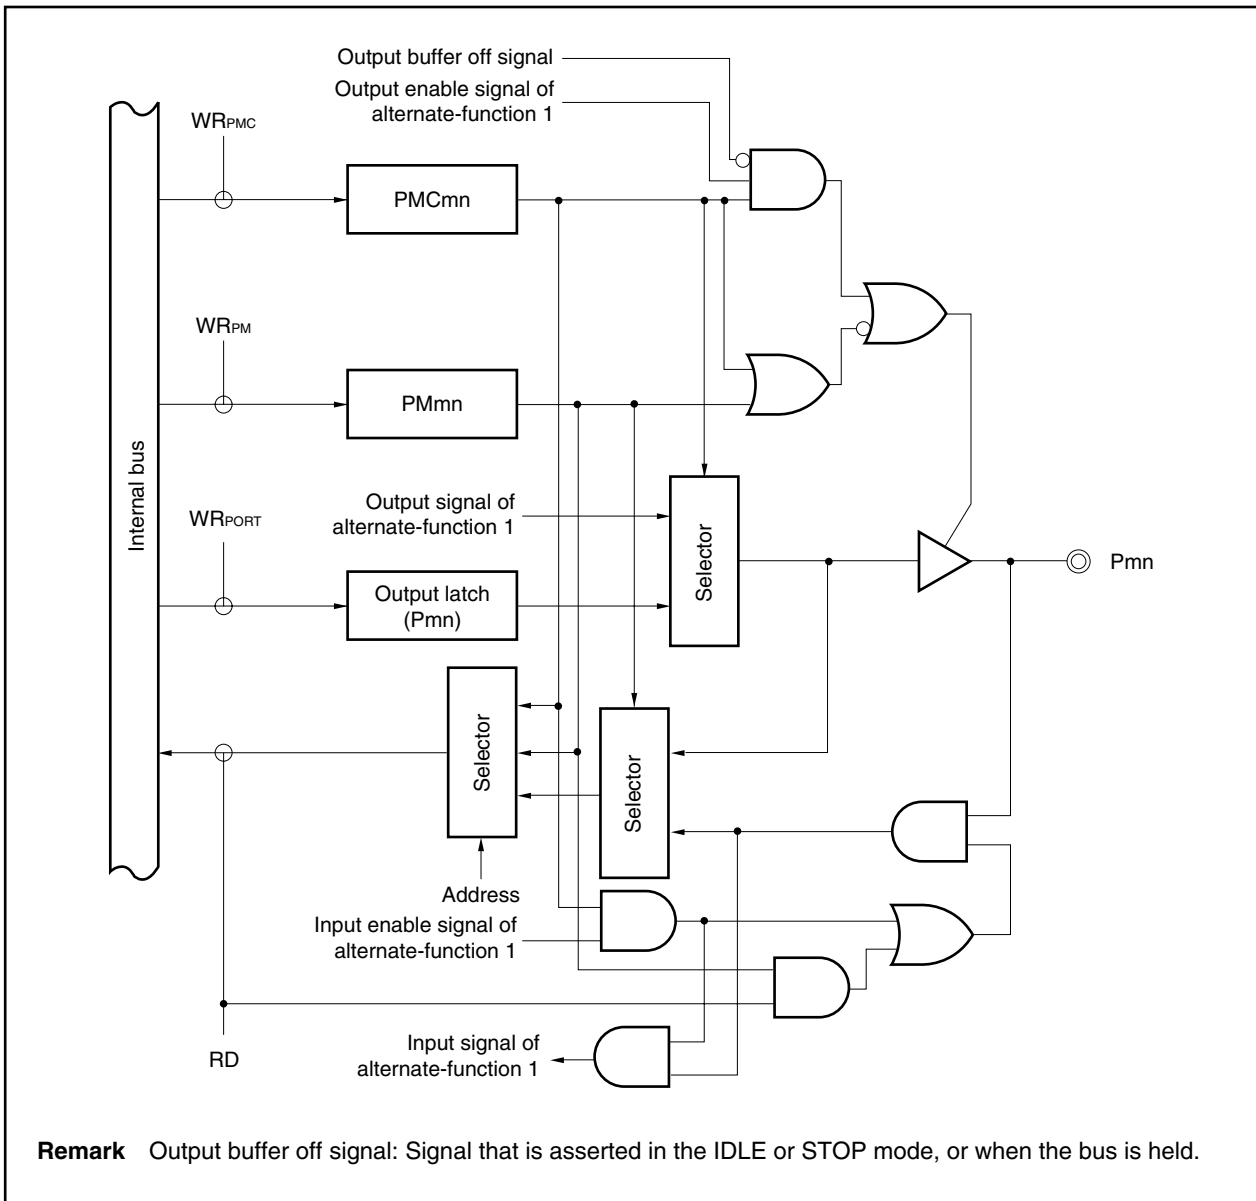 Output buffer off signal
Output enable signal of
alternate-function 1
WRPMC
PMCmn
WRPM
PMmn
Internal bus
WRPORT
Output signal of
alternate-function 1
Output latch
(Pmn)
Selector
Pmn
Selector
Selector
Address
Input enable signal of
alternate-function 1
RD
Input signal of
alternate-function 1
Remark Output buffer off signal: Signal that is asserted in the IDLE or STOP mode, or when the bus is held.